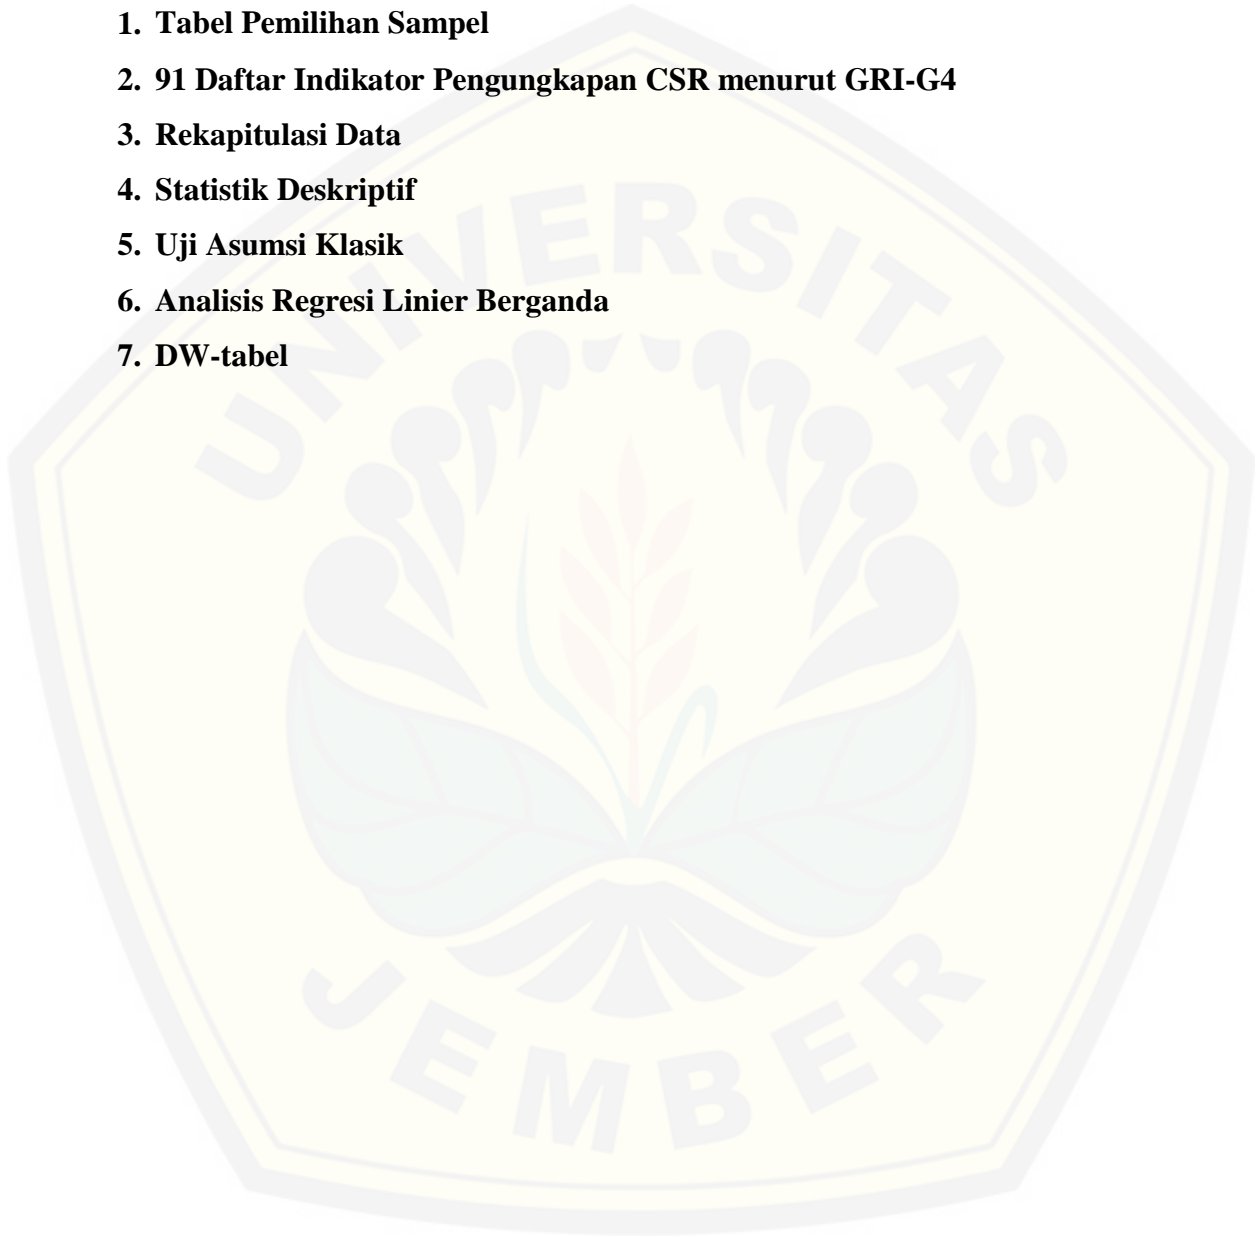 1. Tabel Pemilihan Sampel
2. 91 Daftar Indikator Pengungkapan CSR menurut GRI-G4
3. Rekapitulasi Data
4. Statistik Deskriptif
5. Uji Asumsi Klasik
6. Analisis Regresi Linier Berganda
7. DW-tabel
UNIVERSITAS
JEMBER